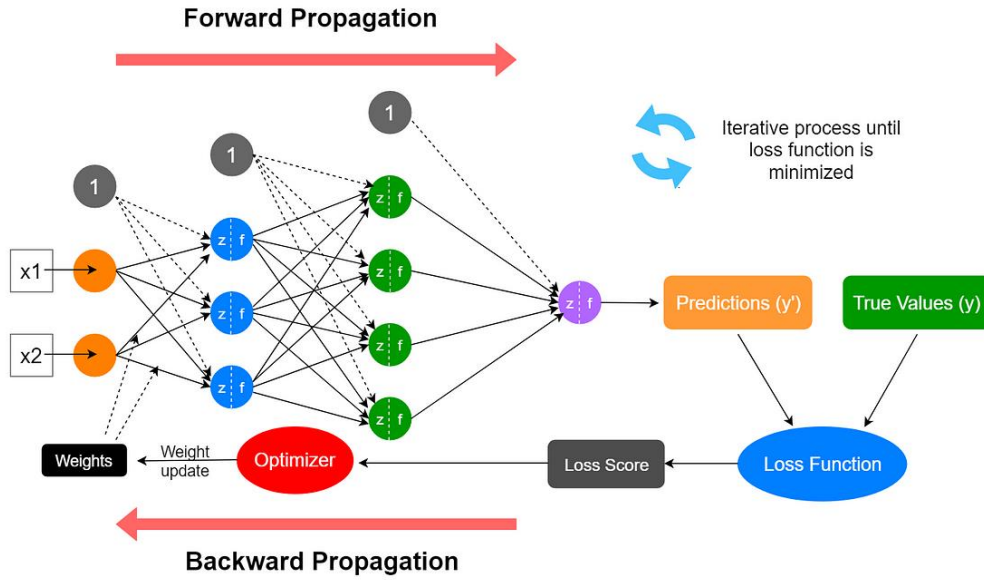 Forward Propagation
1
1
1
Iterative process until
loss function is
minimized
z f
z f
x1
z f
z f
z f
Predictions (y')
True Values (y)
x2
z f
z f
z f
Weights
Weight
update
Optimizer
Loss Score
Loss Function
Backward Propagation